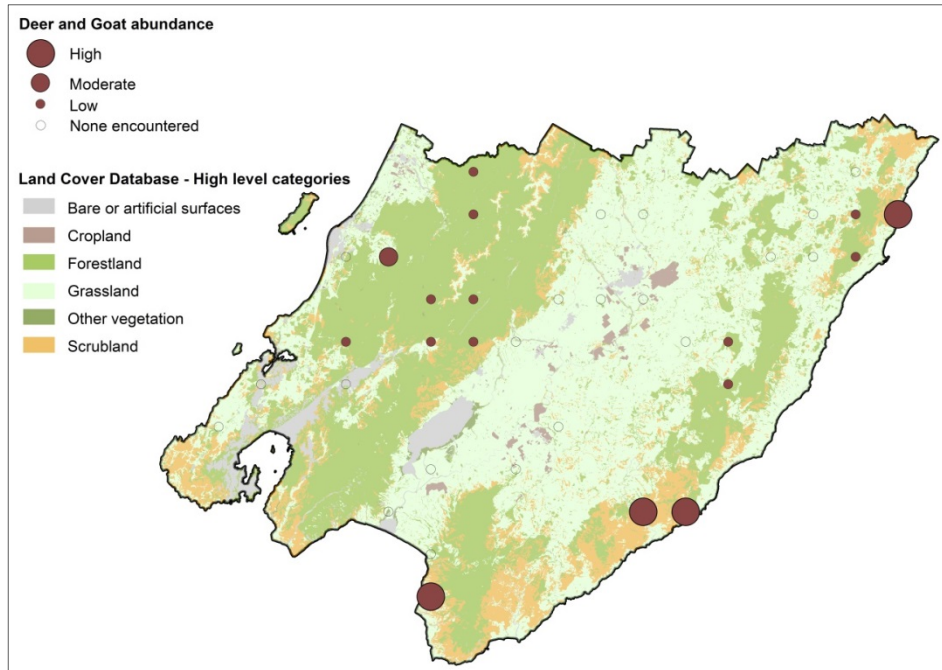 Deer and Goat abundance
High
Moderate
Low
None encountered
Land Cover Database - High level categories
Bare or artificial surfaces
Cropland
Forestland
Grassland
Other vegetation
Scrubland